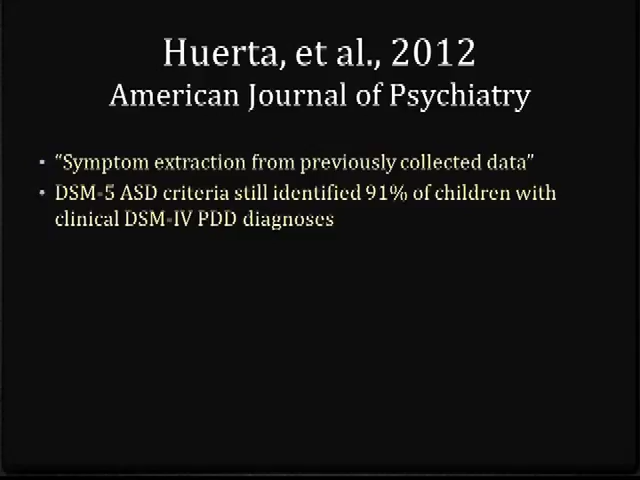 Huerta, et al., 2012
American Journal of Psychiatry
• “Symptom extraction from previously collected data”
• DSM-5 ASD criteria still identified 91% of children with
clinical DSM-IV PDD diagnoses